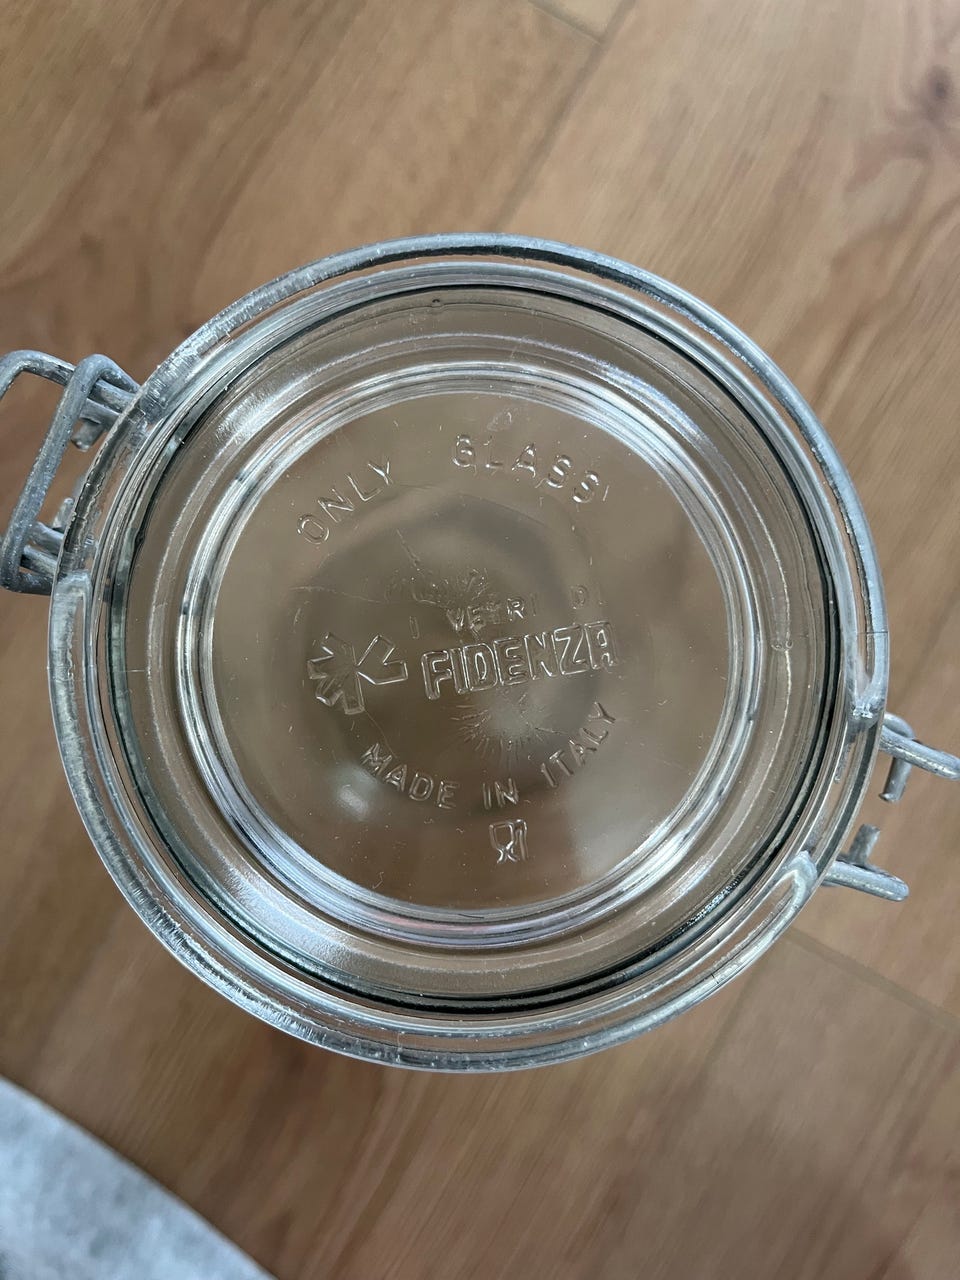 ONLY GLASS
I VETRI DI
FIDENZA
MADE IN ITALY